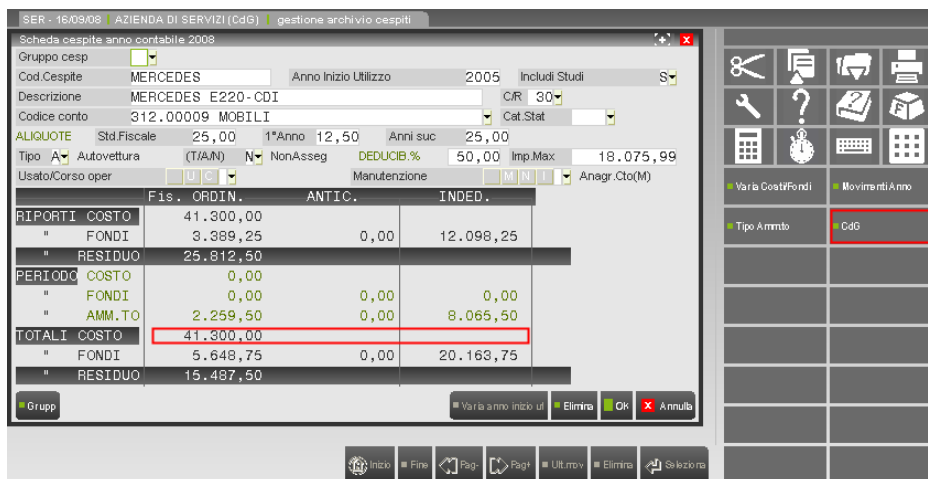 SER - 16/09/08 AZIENDA DI SERVIZI (CdG) gestione archivio cespiti
Scheda cespite anno contabile 2008
Gruppo cesp
Cod.Cespite MERCEDES Anno Inizio Utilizzo 2005 Includi Studi S
Descrizione MERCEDES E220-CDI C/R 30
Codice conto 312.00009 MOBILI Cat.Stat
ALIQUOTE Std.Fiscale 25,00 1°Anno 12,50 Anni suc 25,00
Tipo A Autovettura (T/A/N) N NonAsseg DEDUCIB.% 50,00 Imp.Max 18.075,99
Usato/Corso oper U C Manutenzione M N I Anagr.Cto(M)
Fis. ORDIN. ANTIC. INDED.
RIPORTI COSTO 41.300,00
" FONDI 3.389,25 0,00 12.098,25
" RESIDUO 25.812,50
PERIODO COSTO 0,00
" FONDI 0,00 0,00 0,00
" AMM.TO 2.259,50 0,00 8.065,50
TOTALI COSTO 41.300,00
" FONDI 5.648,75 0,00 20.163,75
" RESIDUO 15.487,50
Grupp Varia anno inizio ut Elimina OK X Annulla
Inizio Fine Pag- Pag+ Ult.mov Elimina Seleziona
Varia Costi/Fondi Movimenti Anno
Tipo Ammto CdG